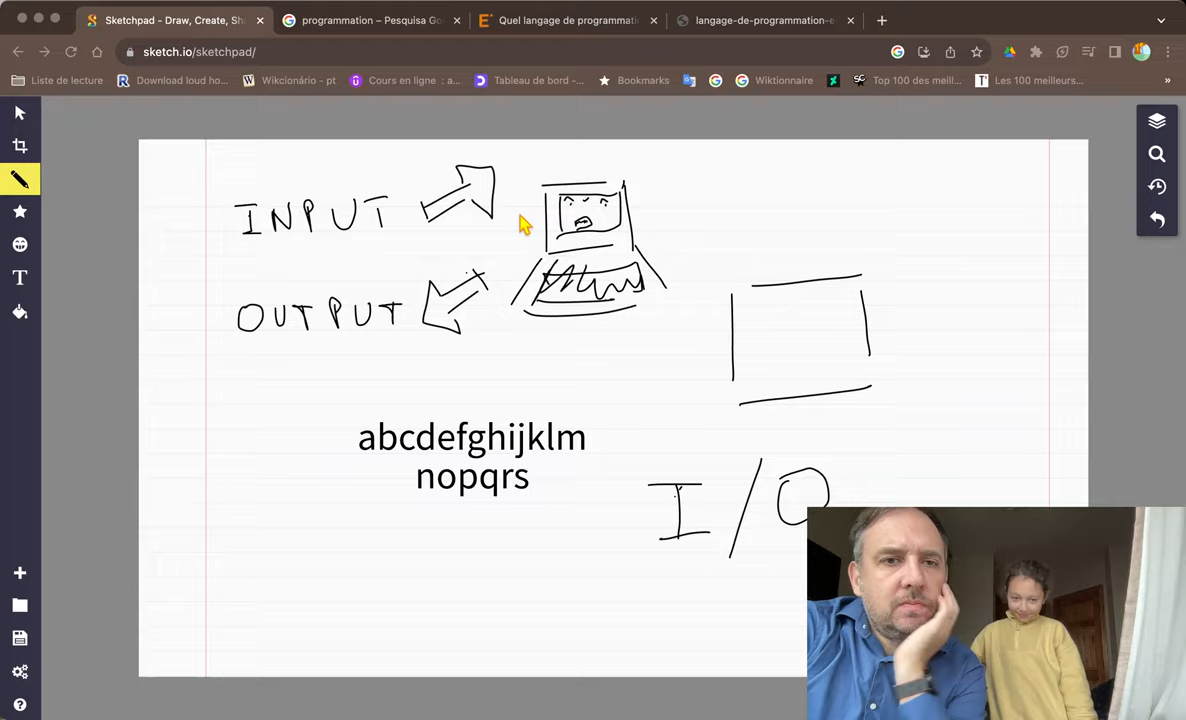 Sketchpad - Draw, Create, Sh
programmation – Pesquisa Go
Quel langage de programmati
langage-de-programmation-e
sketch.io/sketchpad/
Liste de lecture
Download loud ho...
Wikcionário - pt
Cours en ligne : a...
Tableau de bord -...
Bookmarks
Wiktionnaire
Top 100 des meill...
Les 100 meilleurs...
INPUT
OUTPUT
abcdefghijklm
nopqrs
I/O